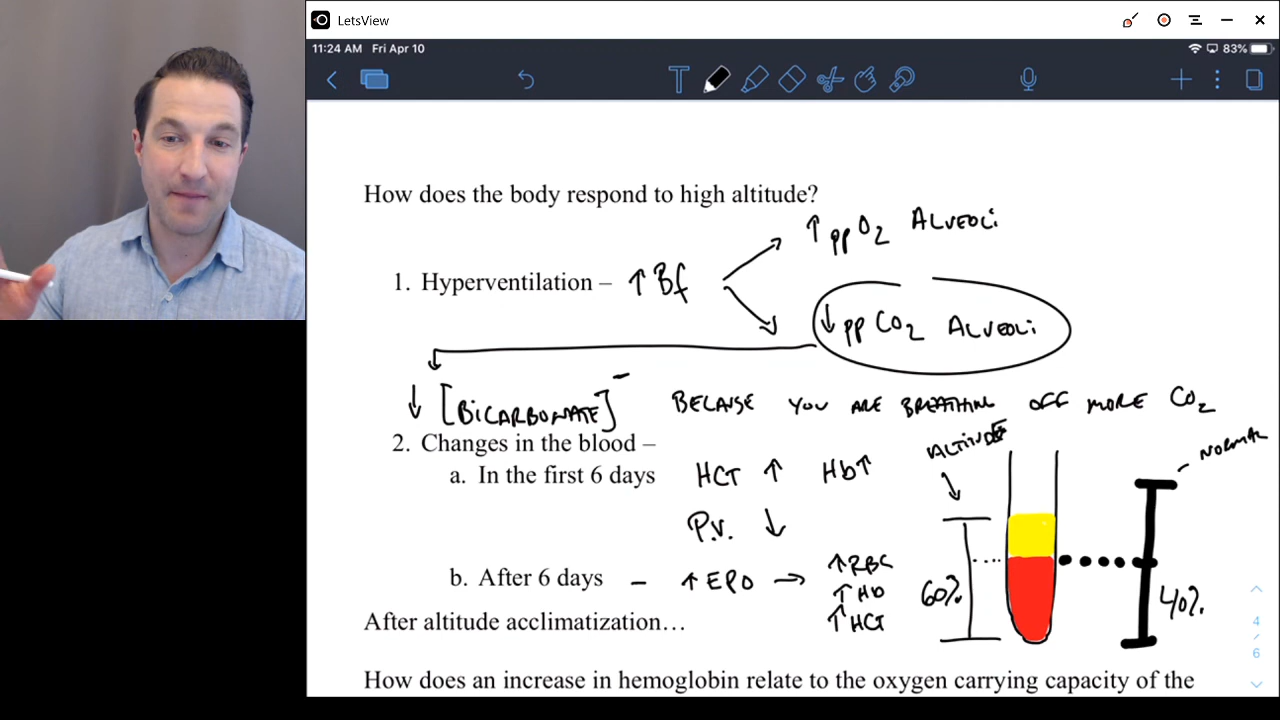 LetsView
11:24 AM Fri Apr 10
83%
How does the body respond to high altitude?
↑ ppO2 ALVEOLi
1. Hyperventilation – ↑ Bf
↓ ppCO2 ALVEOLi
↓ [BiCARBONATE]⁻ BECAUSE YOU ARE BREATHING OFF MORE CO2
2. Changes in the blood –
ALTITUDE
NORMAL
a. In the first 6 days HCT ↑ Hb↑
P.V. ↓
b. After 6 days – ↑ EPO → ↑RBC
↑Hb
↑HCT
60%
40%
After altitude acclimatization…
4
/
6
How does an increase in hemoglobin relate to the oxygen carrying capacity of the